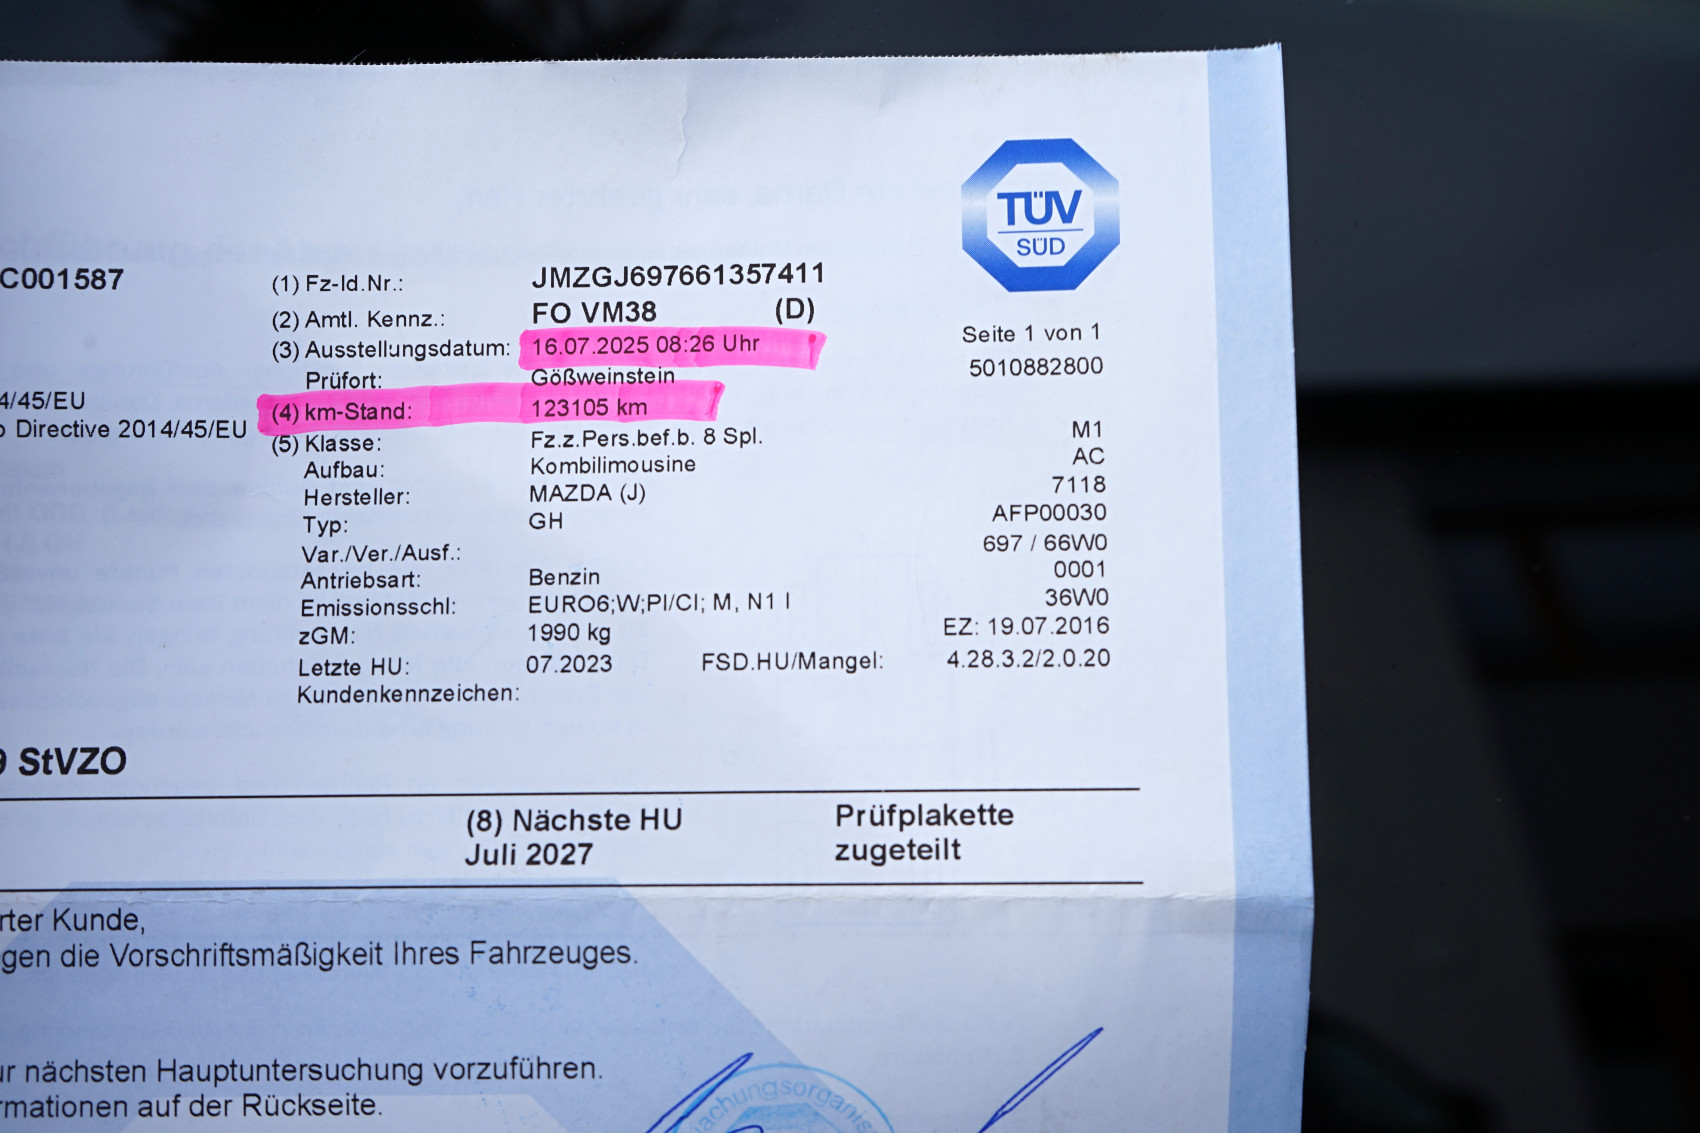 TÜV
SÜD
C001587
(1) Fz-Id.Nr.: JMZGJ697661357411
(2) Amtl. Kennz.: FO VM38 (D)
(3) Ausstellungsdatum: 16.07.2025 08:26 Uhr
Seite 1 von 1
Prüfort: Gößweinstein
5010882800
4/45/EU
(4) km-Stand: 123105 km
Directive 2014/45/EU
(5) Klasse: Fz.z.Pers.bef.b. 8 Spl. M1
Aufbau: Kombilimousine AC
Hersteller: MAZDA (J) 7118
Typ: GH AFP00030
Var./Ver./Ausf.: 697 / 66W0
Antriebsart: Benzin 0001
Emissionsschl: EURO6;W;PI/CI; M, N1 I 36W0
zGM: 1990 kg EZ: 19.07.2016
Letzte HU: 07.2023 FSD.HU/Mangel: 4.28.3.2/2.0.20
Kundenkennzeichen:
9 StVZO
(8) Nächste HU Prüfplakette
Juli 2027 zugeteilt
rter Kunde,
gen die Vorschriftsmäßigkeit Ihres Fahrzeuges.
ur nächsten Hauptuntersuchung vorzuführen.
rmationen auf der Rückseite.
achungsorganis